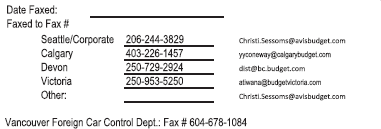 Date Faxed:
Faxed to Fax #
Seattle/Corporate 206-244-3829 Christi.Sessoms@avisbudget.com
Calgary 403-226-1457 yyconeway@calgarybudget.com
Devon 250-729-2924 dist@bc.budget.com
Victoria 250-953-5250 atiwana@budgetvictoria.com
Other: Christi.Sessoms@avisbudget.com
Vancouver Foreign Car Control Dept.: Fax # 604-678-1084